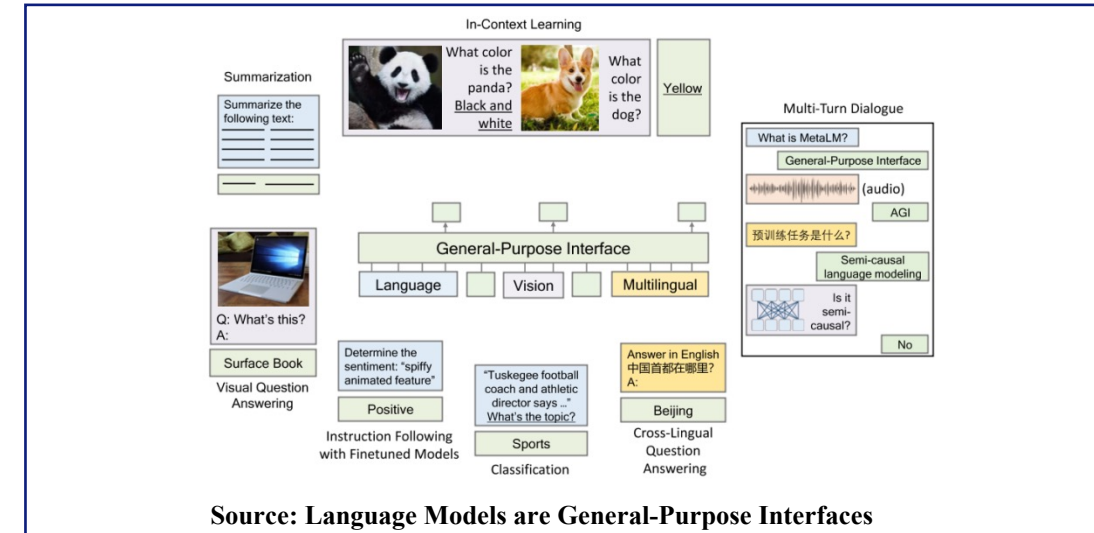 In-Context Learning
What color
is the
panda?
Black and
white
What
color
is the
dog?
Yellow
Summarization
Summarize the
following text:
Multi-Turn Dialogue
What is MetaLM?
General-Purpose Interface
(audio)
AGI
预训练任务是什么?
Semi-causal
language modeling
Is it
semi-
causal?
No
General-Purpose Interface
Language
Vision
Multilingual
Q: What's this?
A:
Surface Book
Visual Question
Answering
Determine the
sentiment: “spiffy
animated feature”
Positive
Instruction Following
with Finetuned Models
“Tuskegee football
coach and athletic
director says ...”
What's the topic?
Sports
Classification
Answer in English
中国首都在哪里?
A:
Beijing
Cross-Lingual
Question
Answering
Source: Language Models are General-Purpose Interfaces